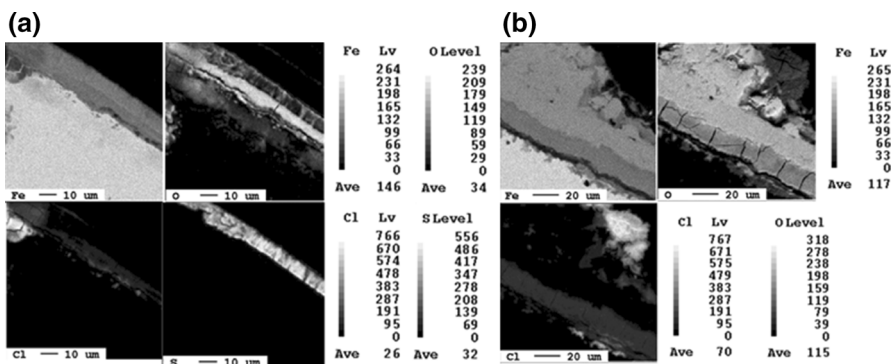 (a)
(b)
Fe Lv O Level
264 239
231 209
198 179
165 149
132 119
99 89
66 59
33 29
0 0
Ave 146 Ave 34
Fe 10 um
O 10 um
Cl Lv S Level
766 556
670 486
574 417
478 347
383 278
287 208
191 139
95 69
0 0
Ave 26 Ave 32
Cl 10 um
S 10 um
Fe Lv
265
231
198
165
132
99
66
33
0
Ave 117
Fe 20 um
O 20 um
Cl Lv O Level
767 318
671 278
575 238
479 198
383 159
287 119
191 79
95 39
0 0
Ave 70 Ave 115
Cl 20 um